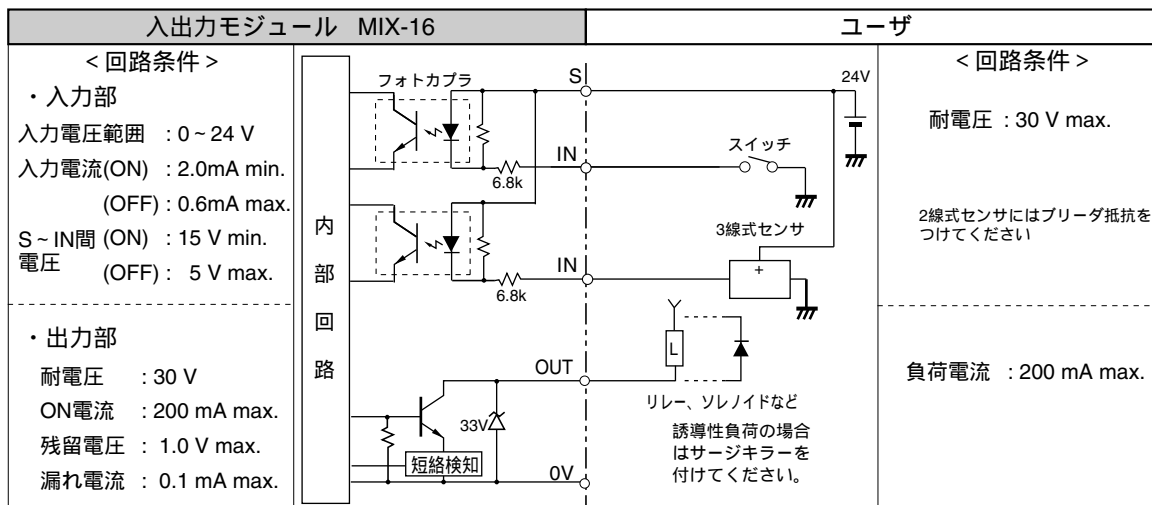 入出力モジュール MIX-16
ユーザ
<回路条件>
・入力部
入力電圧範囲 : 0~24 V
入力電流(ON) : 2.0mA min.
(OFF) : 0.6mA max.
S~IN間 (ON) : 15 V min.
電圧
(OFF) : 5 V max.
・出力部
耐電圧 : 30 V
ON電流 : 200 mA max.
残留電圧 : 1.0 V max.
漏れ電流 : 0.1 mA max.
内部回路
フォトカプラ
S
IN
6.8k
IN
6.8k
OUT
33V
短絡検知
0V
24V
スイッチ
3線式センサ
+
L
リレー、ソレノイドなど
誘導性負荷の場合
はサージキラーを
付けてください。
<回路条件>
耐電圧 : 30 V max.
2線式センサにはブリーダ抵抗を
つけてください
負荷電流 : 200 mA max.